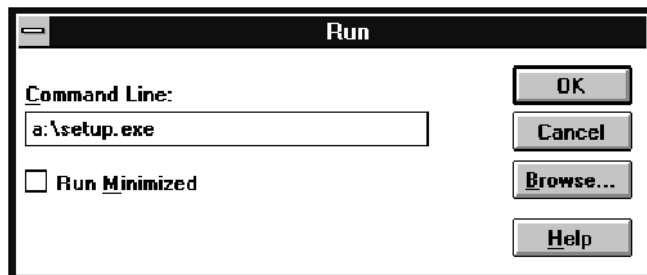 Run
Command Line:
a:\setup.exe
Run Minimized
OK
Cancel
Browse...
Help